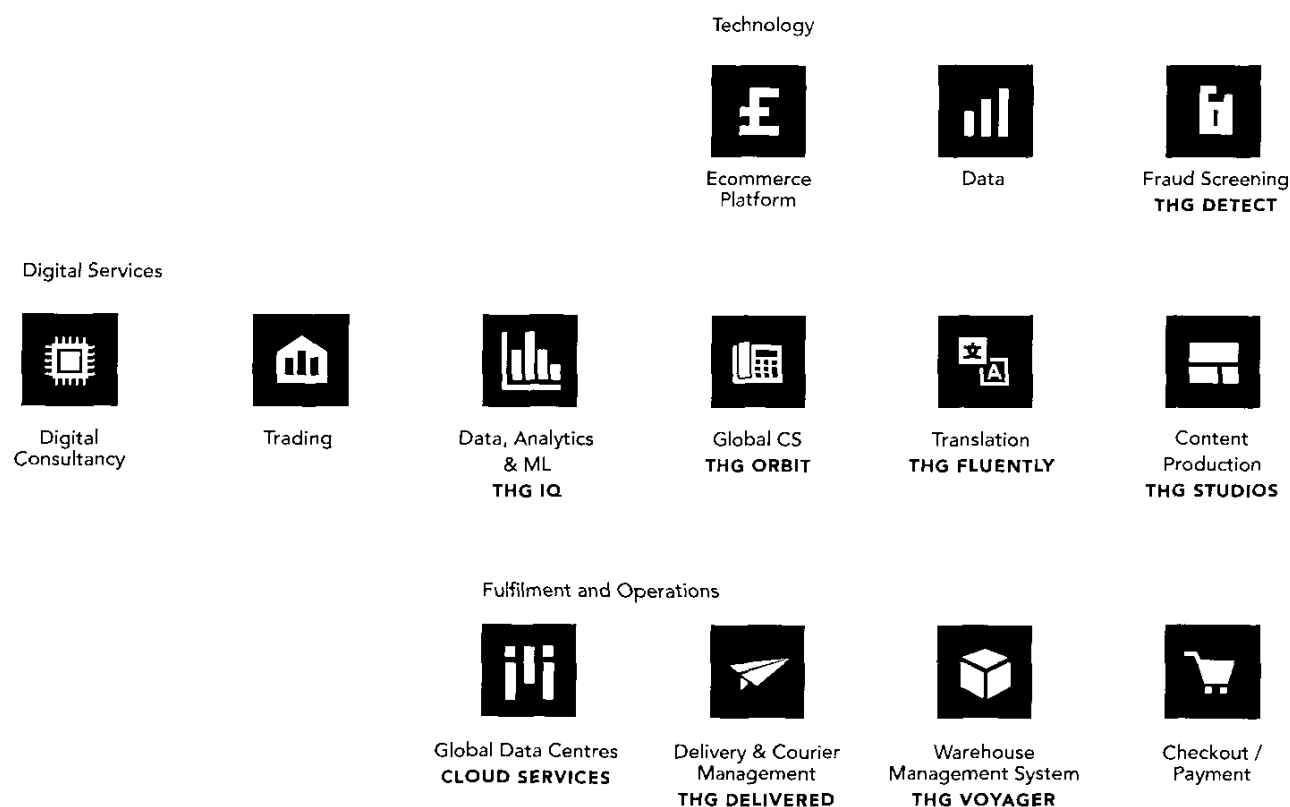 Technology
£
Ecommerce
Platform
Data
Fraud Screening
THG DETECT
Digital Services
Digital
Consultancy
Trading
Data, Analytics
& ML
THG IQ
Global CS
THG ORBIT
文
A
Translation
THG FLUENTLY
Content
Production
THG STUDIOS
Fulfilment and Operations
Global Data Centres
CLOUD SERVICES
Delivery & Courier
Management
THG DELIVERED
Warehouse
Management System
THG VOYAGER
Checkout /
Payment